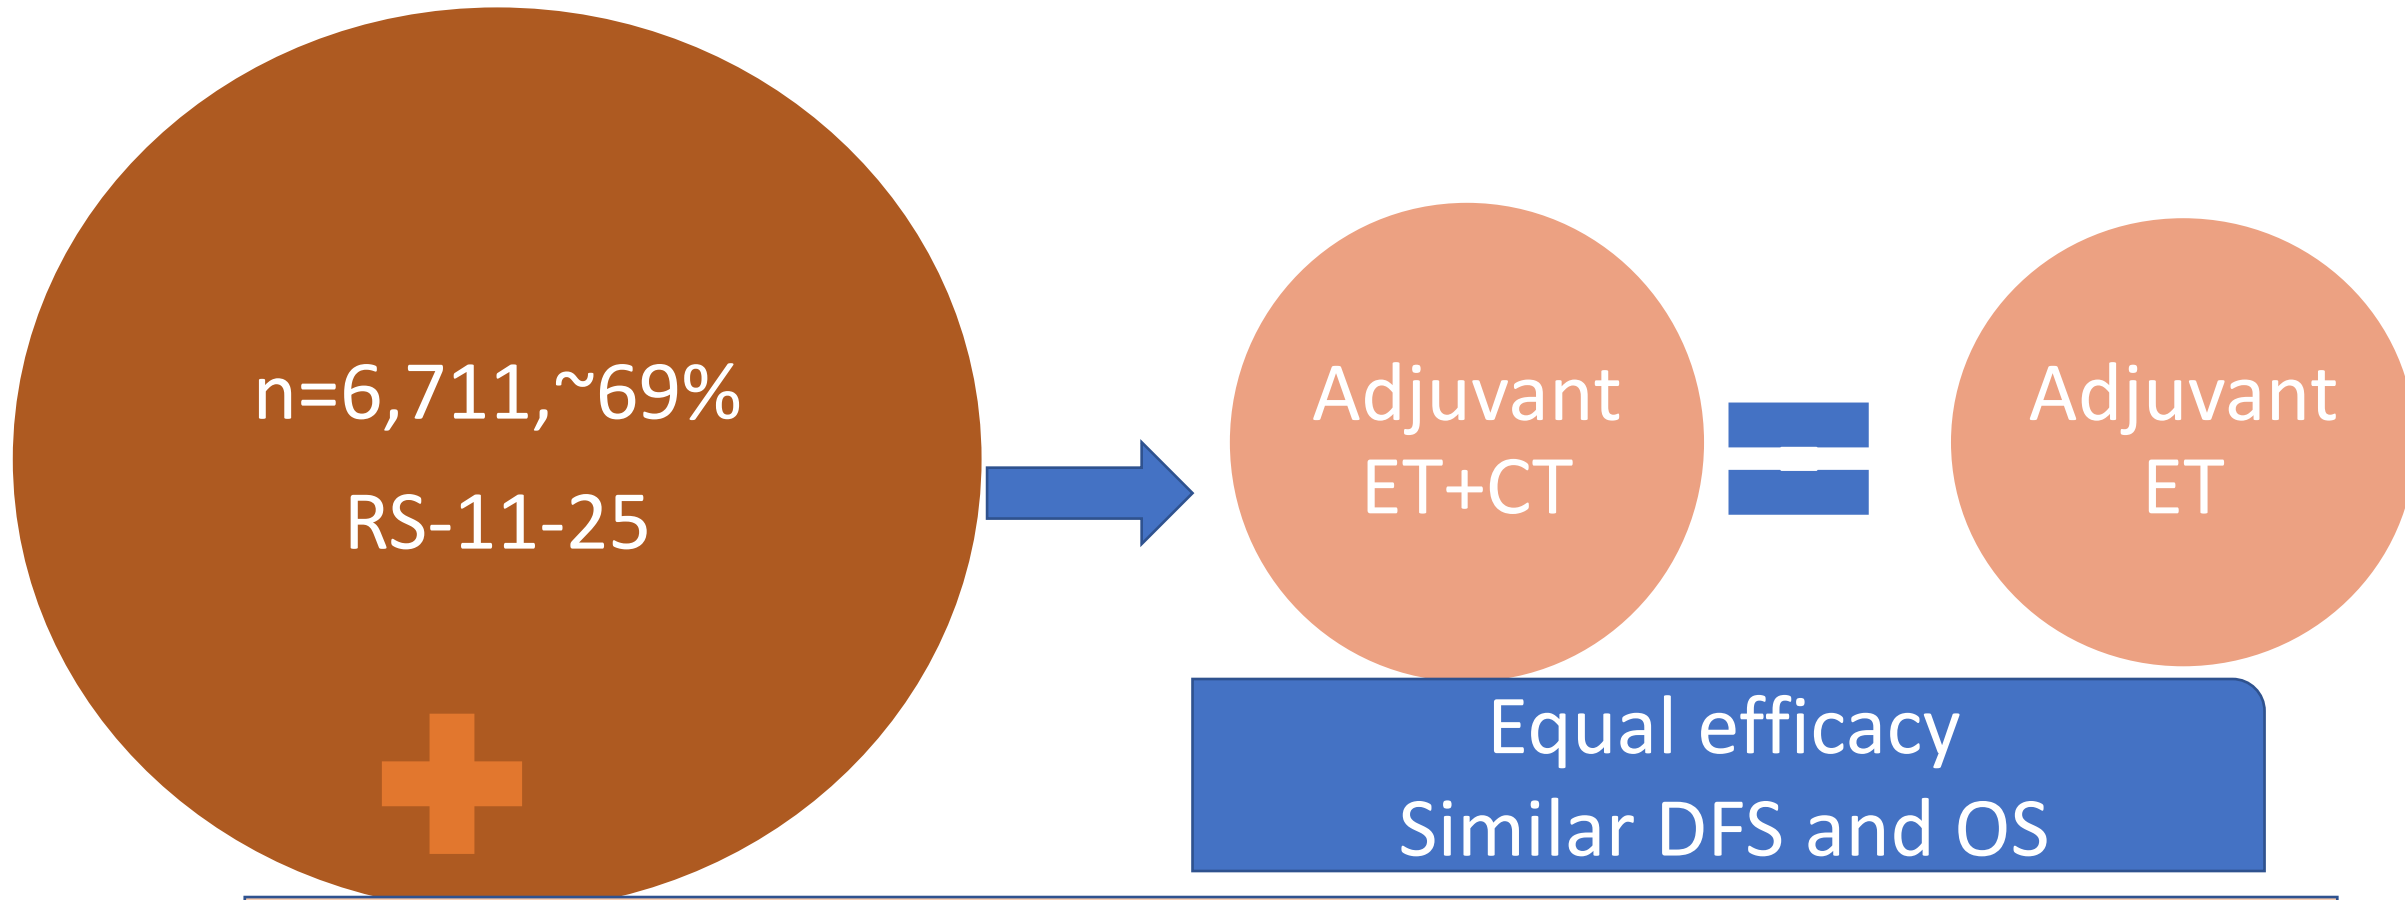 n=6,711,~69%
RS-11-25
Adjuvant
ET+CT
Adjuvant
ET
Equal efficacy
Similar DFS and OS